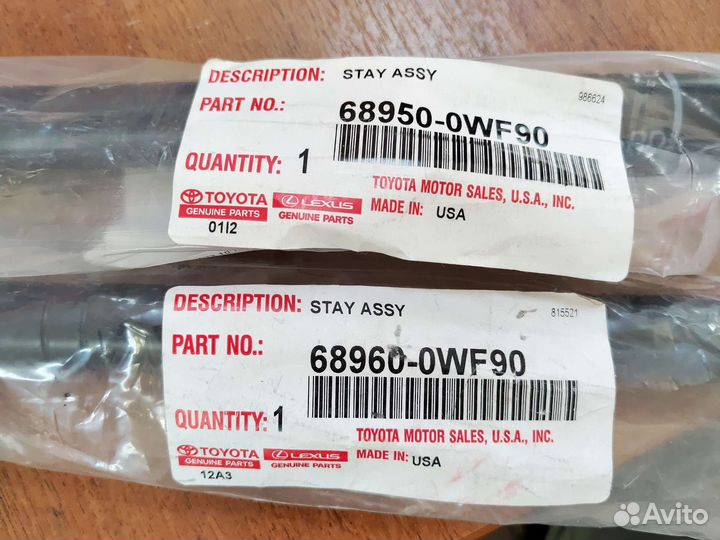 DESCRIPTION: STAY ASSY
986624
PART NO.: 68950-0WF90
QUANTITY: 1
TOYOTA MOTOR SALES, U.S.A., INC.
TOYOTA LEXUS MADE IN: USA
GENUINE PARTS GENUINE PARTS
01I2
DESCRIPTION: STAY ASSY
815521
PART NO.: 68960-0WF90
QUANTITY: 1
TOYOTA MOTOR SALES, U.S.A., INC.
TOYOTA LEXUS MADE IN: USA
GENUINE PARTS GENUINE PARTS
12A3
Avito